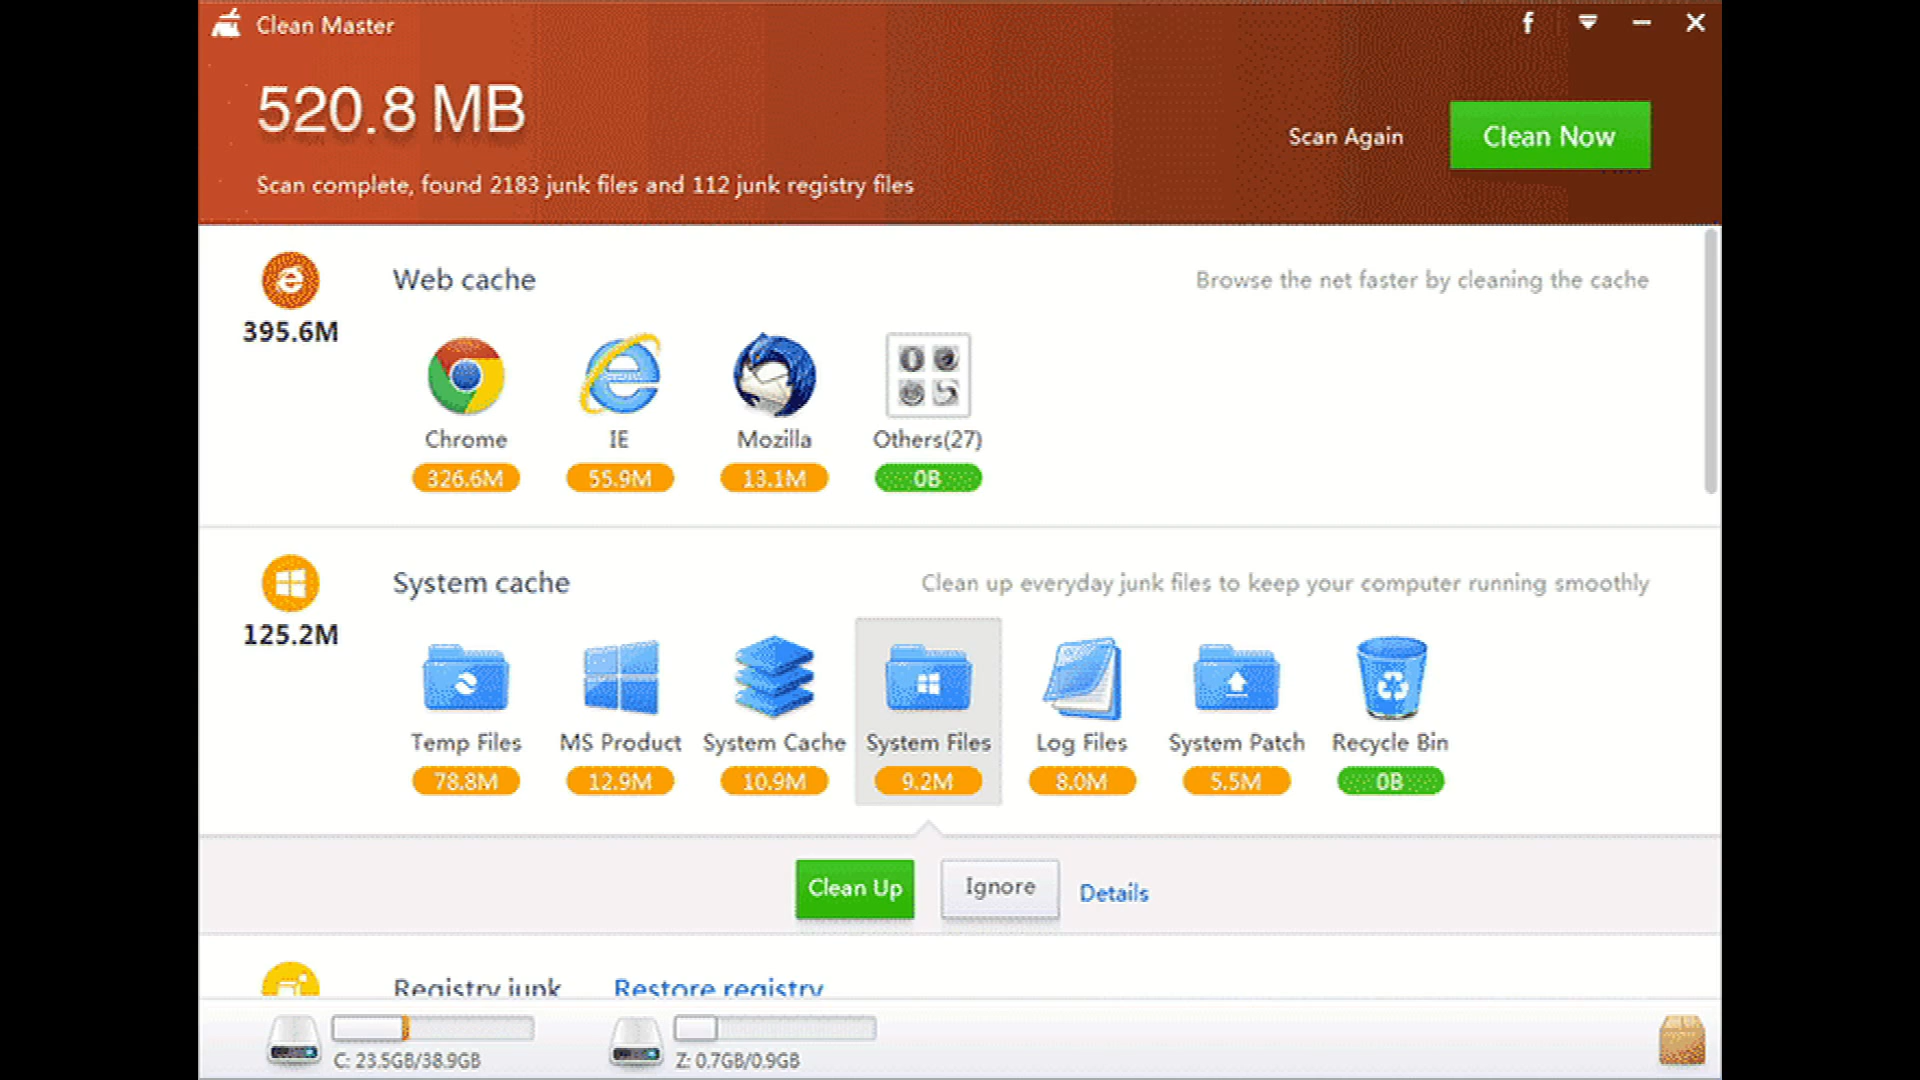 Clean Master
520.8 MB
Scan Again
Clean Now
Scan complete, found 2183 junk files and 112 junk registry files
Web cache
Browse the net faster by cleaning the cache
395.6M
Chrome
IE
Mozilla
Others(27)
326.6M
55.9M
13.1M
0B
System cache
Clean up everyday junk files to keep your computer running smoothly
125.2M
Temp Files
MS Product
System Cache
System Files
Log Files
System Patch
Recycle Bin
78.8M
12.9M
10.9M
9.2M
8.0M
5.5M
0B
Clean Up
Ignore
Details
Registry junk
Restore registry
C: 23.5GB/38.9GB
Z: 0.7GB/0.9GB